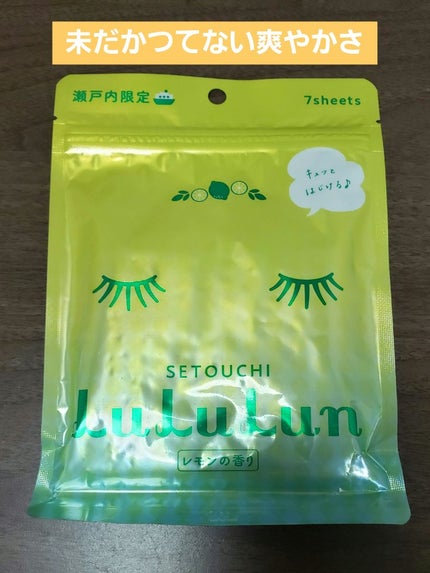 未だかつてない爽やかさ
瀬戸内限定
7sheets
キュッと
はじける♪
SETOUCHI
LuLuLun
レモンの香り